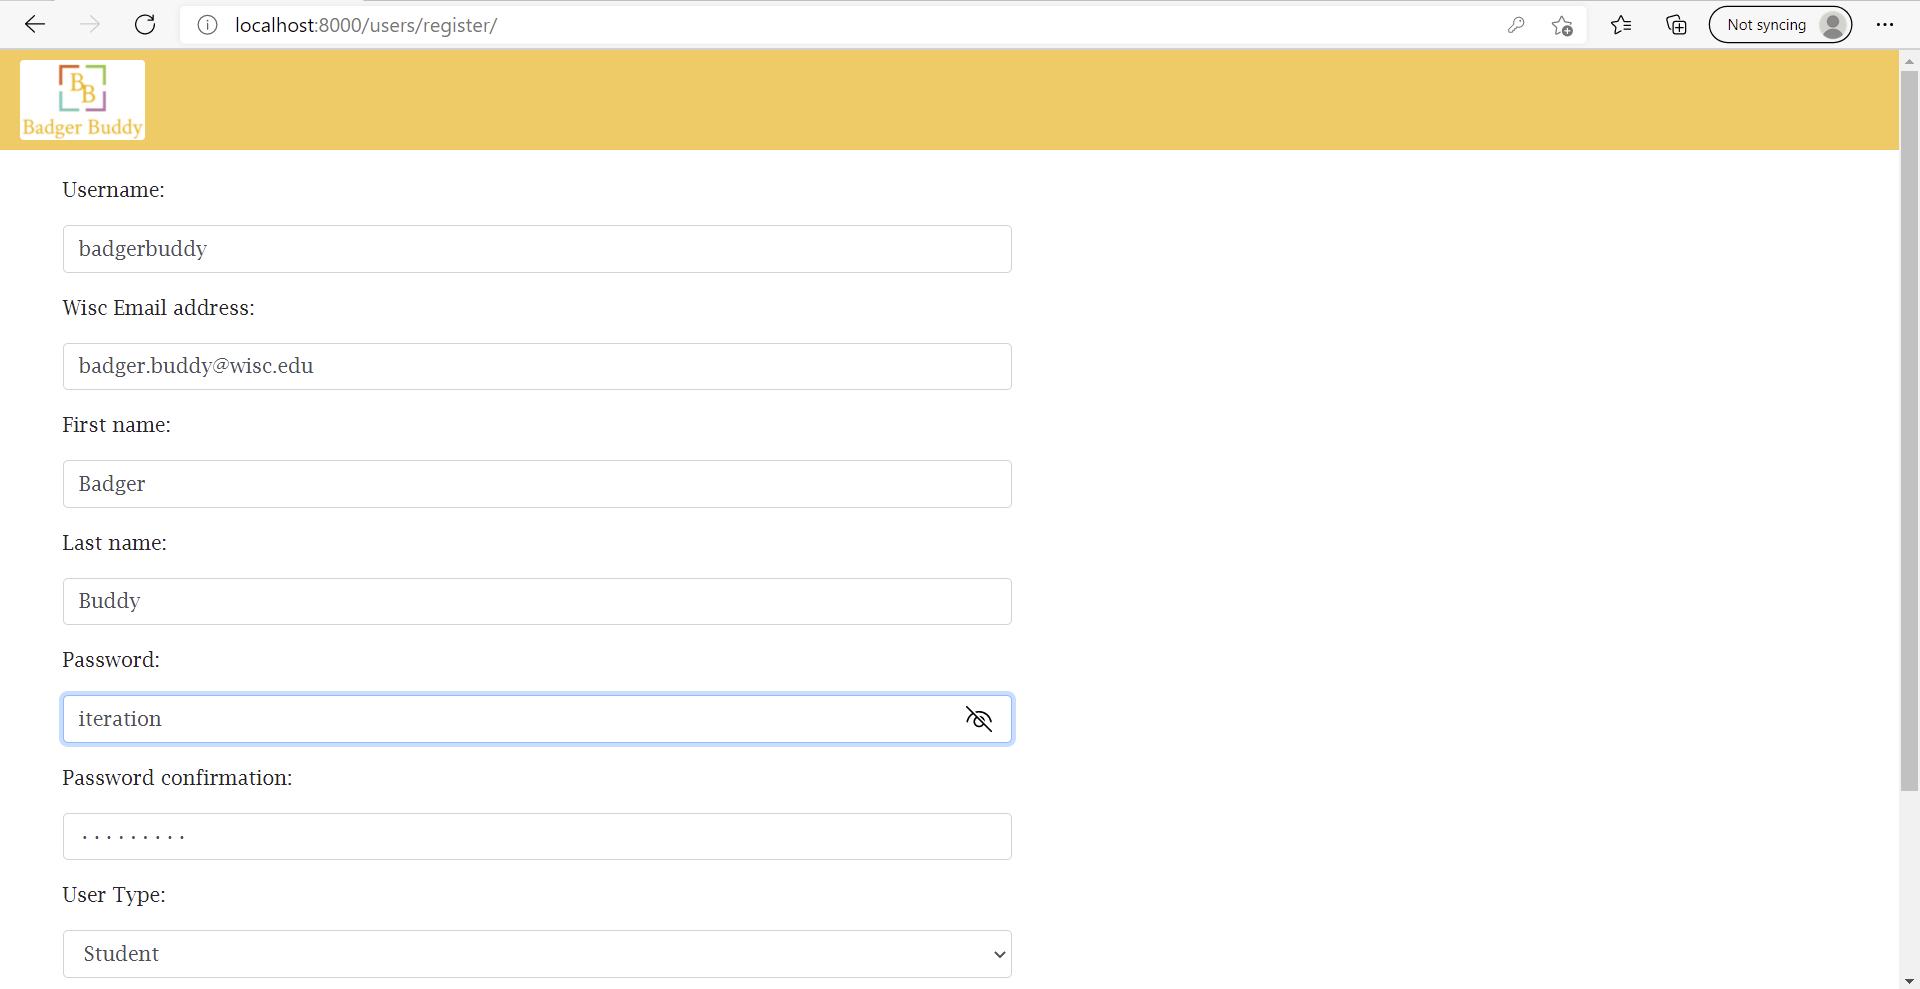 localhost:8000/users/register/
Not syncing
BB
Badger Buddy
Username:
badgerbuddy
Wisc Email address:
badger.buddy@wisc.edu
First name:
Badger
Last name:
Buddy
Password:
iteration
Password confirmation:
·········
User Type:
Student